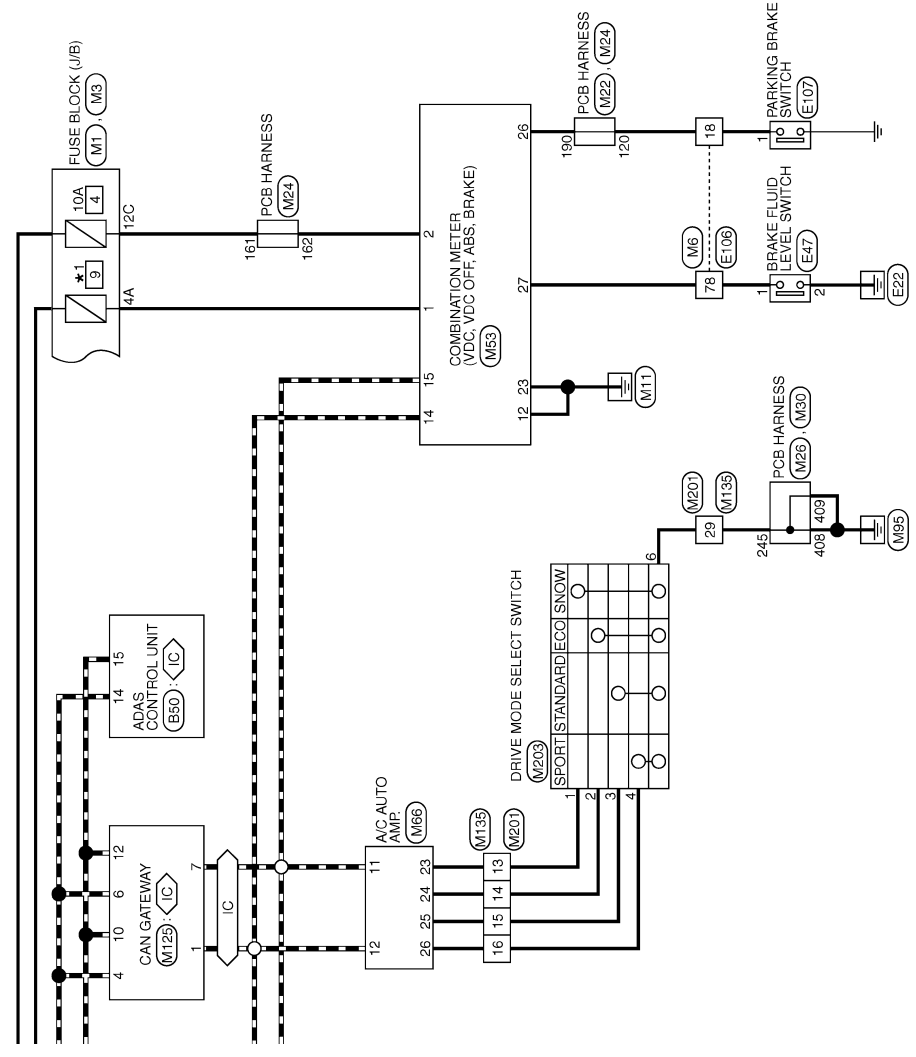 FUSE BLOCK (J/B)
M1 , M3
10A
4
12C
*1
9
4A
PCB HARNESS
M24
161
162
2
1
15
14
COMBINATION METER
(VDC, VDC OFF, ABS, BRAKE)
M53
26
27
23
12
PCB HARNESS
M22 , M24
190
120
18
PARKING BRAKE
SWITCH
E107
1
M6
E106
78
BRAKE FLUID
LEVEL SWITCH
E47
1
2
E22
M11
ADAS
CONTROL UNIT
B50 : IC
15
14
CAN GATEWAY
M125 : IC
12
6
10
4
7
1
IC
A/C AUTO
AMP.
M66
11
12
23
24
25
26
M135
M201
13
14
15
16
DRIVE MODE SELECT SWITCH
M203
SPORT
STANDARD
ECO
SNOW
1
2
3
4
6
M201
M135
29
PCB HARNESS
M26 , M30
245
409
408
M95